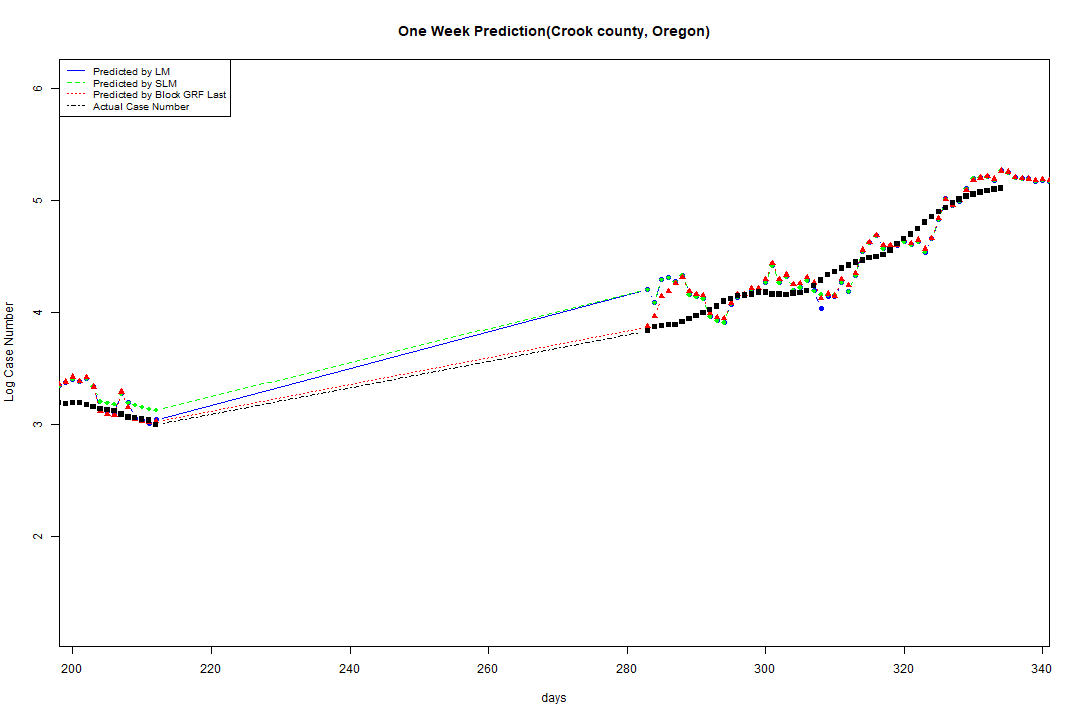 One Week Prediction(Crook county, Oregon)
Predicted by LM
Predicted by SLM
Predicted by Block GRF Last
Actual Case Number
Log Case Number
6
5
4
3
2
200 220 240 260 280 300 320 340
days